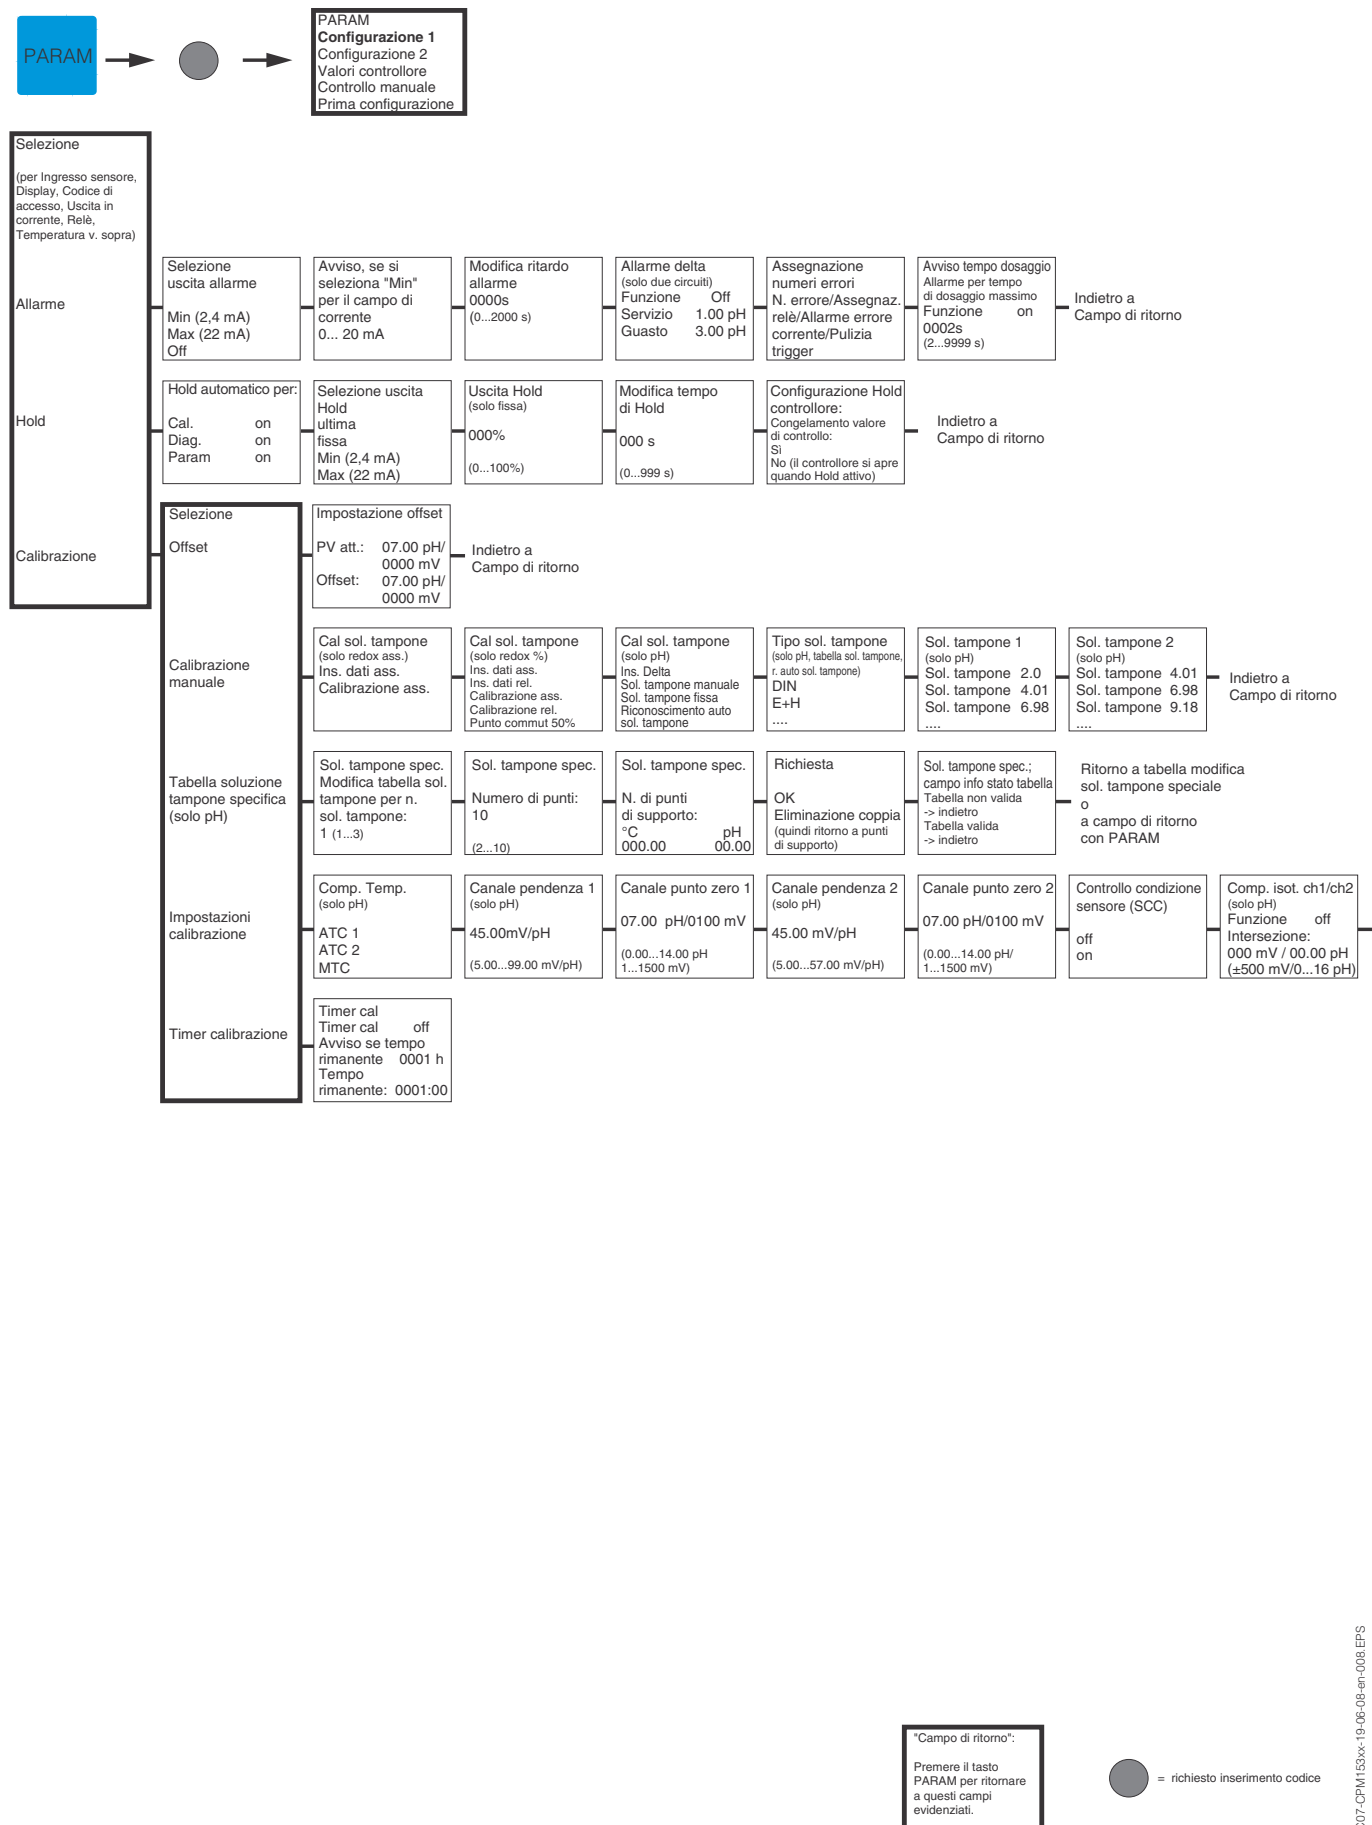 PARAM
PARAM
Configurazione 1
Configurazione 2
Valori controllore
Controllo manuale
Prima configurazione
Selezione
(per Ingresso sensore,
Display, Codice di
accesso, Uscita in
corrente, Relè,
Temperatura v. sopra)
Allarme
Selezione
uscita allarme
Min (2,4 mA)
Max (22 mA)
Off
Avviso, se si
seleziona "Min"
per il campo di
corrente
0... 20 mA
Modifica ritardo
allarme
0000s
(0...2000 s)
Allarme delta
(solo due circuiti)
Funzione Off
Servizio 1.00 pH
Guasto 3.00 pH
Assegnazione
numeri errori
N. errore/Assegnaz.
relè/Allarme errore
corrente/Pulizia
trigger
Avviso tempo dosaggio
Allarme per tempo
di dosaggio massimo
Funzione on
0002s
(2...9999 s)
Indietro a
Campo di ritorno
Hold
Hold automatico per:
Cal. on
Diag. on
Param on
Selezione uscita
Hold
ultima
fissa
Min (2,4 mA)
Max (22 mA)
Uscita Hold
(solo fissa)
000%
(0...100%)
Modifica tempo
di Hold
000 s
(0...999 s)
Configurazione Hold
controllore:
Congelamento valore
di controllo:
Sì
No (il controllore si apre
quando Hold attivo)
Indietro a
Campo di ritorno
Calibrazione
Selezione
Offset
Impostazione offset
PV att.: 07.00 pH/
0000 mV
Offset: 07.00 pH/
0000 mV
Indietro a
Campo di ritorno
Calibrazione
manuale
Cal sol. tampone
(solo redox ass.)
Ins. dati ass.
Calibrazione ass.
Cal sol. tampone
(solo redox %)
Ins. dati ass.
Ins. dati rel.
Calibrazione ass.
Calibrazione rel.
Punto commut 50%
Cal sol. tampone
(solo pH)
Ins. Delta
Sol. tampone manuale
Sol. tampone fissa
Riconoscimento auto
sol. tampone
Tipo sol. tampone
(solo pH, tabella sol. tampone,
r. auto sol. tampone)
DIN
E+H
....
Sol. tampone 1
(solo pH)
Sol. tampone 2.0
Sol. tampone 4.01
Sol. tampone 6.98
....
Sol. tampone 2
(solo pH)
Sol. tampone 4.01
Sol. tampone 6.98
Sol. tampone 9.18
....
Indietro a
Campo di ritorno
Tabella soluzione
tampone specifica
(solo pH)
Sol. tampone spec.
Modifica tabella sol.
tampone per n.
sol. tampone:
1 (1...3)
Sol. tampone spec.
Numero di punti:
10
(2...10)
Sol. tampone spec.
N. di punti
di supporto:
°C pH
000.00 00.00
Richiesta
OK
Eliminazione coppia
(quindi ritorno a punti
di supporto)
Sol. tampone spec.;
campo info stato tabella
Tabella non valida
-> indietro
Tabella valida
-> indietro
Ritorno a tabella modifica
sol. tampone speciale
o
a campo di ritorno
con PARAM
Impostazioni
calibrazione
Comp. Temp.
(solo pH)
ATC 1
ATC 2
MTC
Canale pendenza 1
(solo pH)
45.00mV/pH
(5.00...99.00 mV/pH)
Canale punto zero 1
07.00 pH/0100 mV
(0.00...14.00 pH
1...1500 mV)
Canale pendenza 2
(solo pH)
45.00 mV/pH
(5.00...57.00 mV/pH)
Canale punto zero 2
07.00 pH/0100 mV
(0.00...14.00 pH/
1...1500 mV)
Controllo condizione
sensore (SCC)
off
on
Comp. isot. ch1/ch2
(solo pH)
Funzione off
Intersezione:
000 mV / 00.00 pH
(±500 mV/0...16 pH)
Timer calibrazione
Timer cal
Timer cal off
Avviso se tempo
rimanente 0001 h
Tempo
rimanente: 0001:00
"Campo di ritorno":
Premere il tasto
PARAM per ritornare
a questi campi
evidenziati.
= richiesto inserimento codice
C07-CPM153xx-19-06-08-en-008.EPS